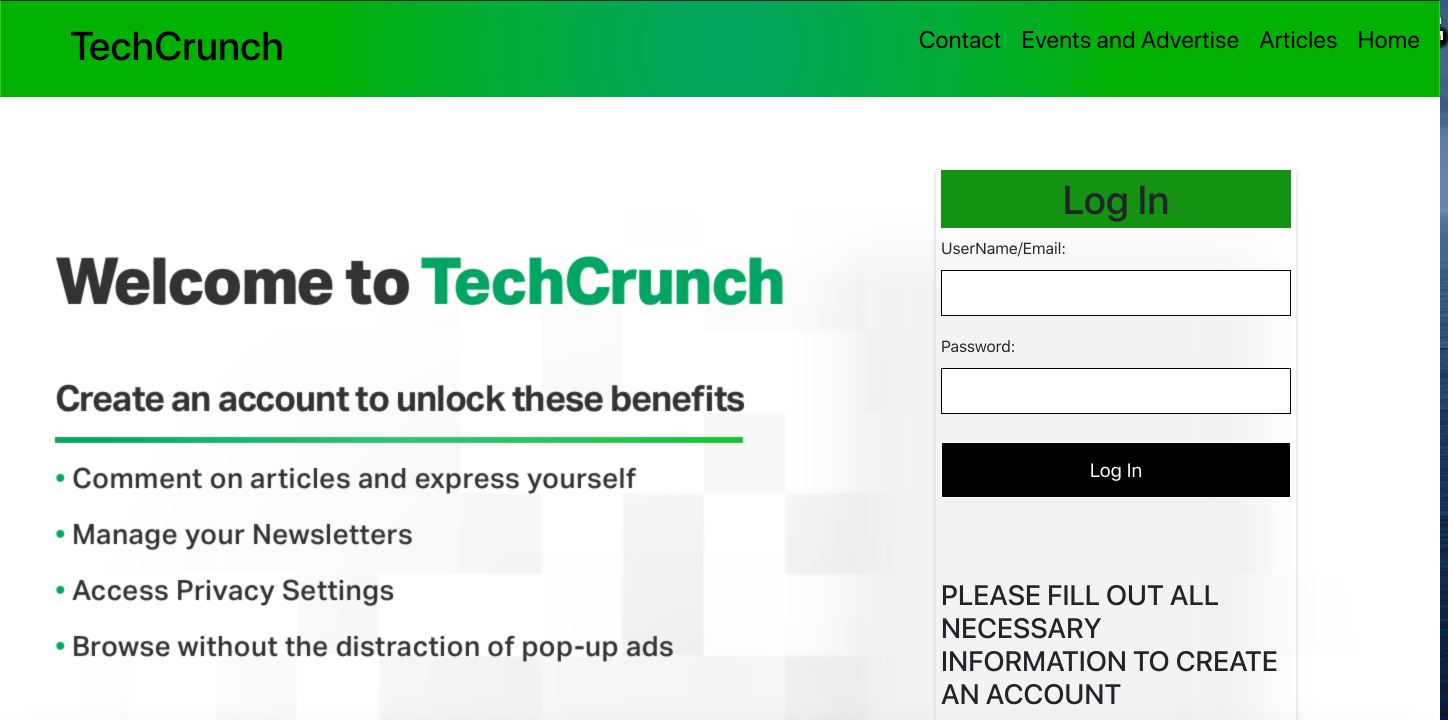 TechCrunch
Contact Events and Advertise Articles Home
Welcome to TechCrunch
Create an account to unlock these benefits
• Comment on articles and express yourself
• Manage your Newsletters
• Access Privacy Settings
• Browse without the distraction of pop-up ads
Log In
UserName/Email:
Password:
Log In
PLEASE FILL OUT ALL
NECESSARY
INFORMATION TO CREATE
AN ACCOUNT